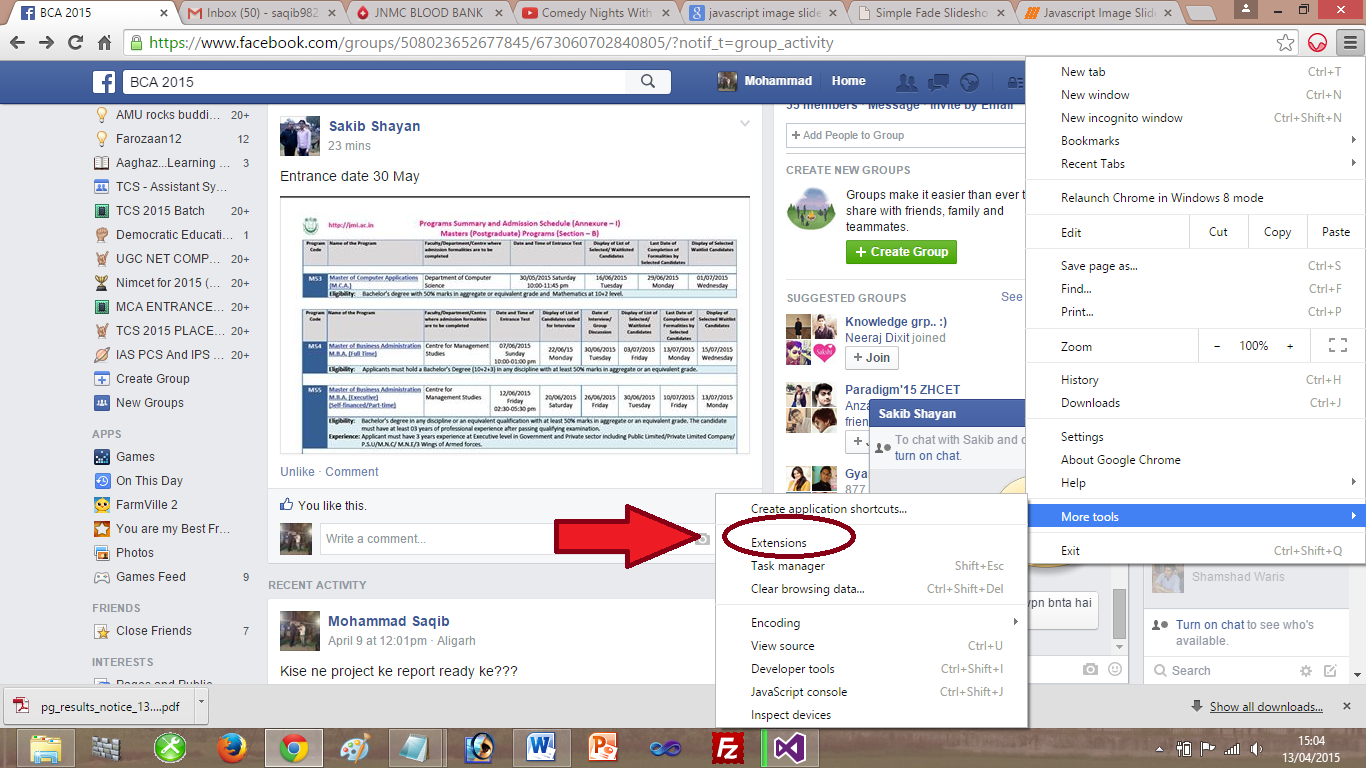 BCA 2015
Inbox (50) - saqib982
JNMC BLOOD BANK
Comedy Nights With
javascript image slide
Simple Fade Slidesho
Javascript Image Slide
https://www.facebook.com/groups/508023652677845/673060702840805/?notif_t=group_activity
BCA 2015
Mohammad
Home
AMU rocks buddi... 20+
Farozaan12 12
Aaghaz...Learning ... 3
TCS - Assistant Sy...
TCS 2015 Batch 20+
Democratic Educati... 1
UGC NET COMP... 20+
Nimcet for 2015 (... 20+
MCA ENTRANCE... 20+
TCS 2015 PLACE... 20+
IAS PCS And IPS ... 20+
Create Group
New Groups
APPS
Games
On This Day
FarmVille 2
You are my Best Fr...
Photos
Games Feed 9
FRIENDS
Close Friends 7
INTERESTS
Pages and Public
Sakib Shayan
23 mins
Entrance date 30 May
http://jmi.ac.in
Programs Summary and Admission Schedule (Annexure – I)
Masters (Postgraduate) Programs (Section – B)
Program Code
Name of the Program
Faculty/Department/Centre where admission formalities are to be completed
Date and Time of Entrance Test
Display of List of Selected/ Waitlisted Candidates
Last Date of Completion of Formalities by Selected Candidates
Display of Selected Waitlist Candidates
M53
Master of Computer Applications (M.C.A.)
Department of Computer Science
30/05/2015 Saturday 10:00-11:45 pm
16/06/2015 Tuesday
29/06/2015 Monday
01/07/2015 Wednesday
Eligibility: Bachelor's degree with 50% marks in aggregate or equivalent grade and Mathematics at 10+2 level.
Program Code
Name of the Program
Faculty/Department/Centre where admission formalities are to be completed
Date and Time of Entrance Test
Display of List of Candidates called for Interview
Date of Interview/ Group Discussion
Display of List of Selected/ Waitlisted Candidates
Last Date of Completion of Formalities by Selected Candidates
Display of Selected Waitlist Candidates
M54
Master of Business Administration M.B.A. (Full Time)
Centre for Management Studies
07/06/2015 Sunday 10:00-01:00 pm
22/06/15 Monday
30/06/2015 Tuesday
03/07/2015 Friday
13/07/2015 Monday
15/07/2015 Wednesday
Eligibility: Applicants must hold a Bachelor's Degree (10+2+3) in any discipline with at least 50% marks in aggregate or an equivalent grade.
M55
Master of Business Administration M.B.A. (Executive) (Self-financed/Part-time)
Centre for Management Studies
12/06/2015 Friday 02:30-05:30 pm
20/06/2015 Saturday
26/06/2015 Friday
30/06/2015 Tuesday
10/07/2015 Friday
13/07/2015 Monday
Eligibility: Bachelor's degree in any discipline or an equivalent qualification with at least 50% marks in aggregate or an equivalent grade. The candidate
must have at least 03 years of professional experience after passing qualifying examination.
Experience: Applicant must have 3 years experience at Executive level in Government and Private sector including Public Limited/Private Limited Company/
P.S.U/M.N.C/ M.N.E/3 Wings of Armed forces.
Unlike · Comment
You like this.
Write a comment...
RECENT ACTIVITY
Mohammad Saqib
April 9 at 12:01pm · Aligarh
Kise ne project ke report ready ke???
55 members · Message · Invite by Email
+ Add People to Group
CREATE NEW GROUPS
Groups make it easier than ever t
share with friends, family and
teammates.
+ Create Group
SUGGESTED GROUPS See
Knowledge grp.. :)
Neeraj Dixit joined
+ Join
Sakshi
Paradigm'15 ZHCET
Anza
frien
+ J
Gya
877
Sakib Shayan
To chat with Sakib and o
turn on chat.
ypn bnta hai
Shamshad Waris
Turn on chat to see who's
available.
Search
New tab Ctrl+T
New window Ctrl+N
New incognito window Ctrl+Shift+N
Bookmarks
Recent Tabs
Relaunch Chrome in Windows 8 mode
Edit Cut Copy Paste
Save page as... Ctrl+S
Find... Ctrl+F
Print... Ctrl+P
Zoom − 100% +
History Ctrl+H
Downloads Ctrl+J
Settings
About Google Chrome
Help
More tools
Exit Ctrl+Shift+Q
Create application shortcuts...
Extensions
Task manager Shift+Esc
Clear browsing data... Ctrl+Shift+Del
Encoding
View source Ctrl+U
Developer tools Ctrl+Shift+I
JavaScript console Ctrl+Shift+J
Inspect devices
pg_results_notice_13....pdf
Show all downloads...
15:04
13/04/2015